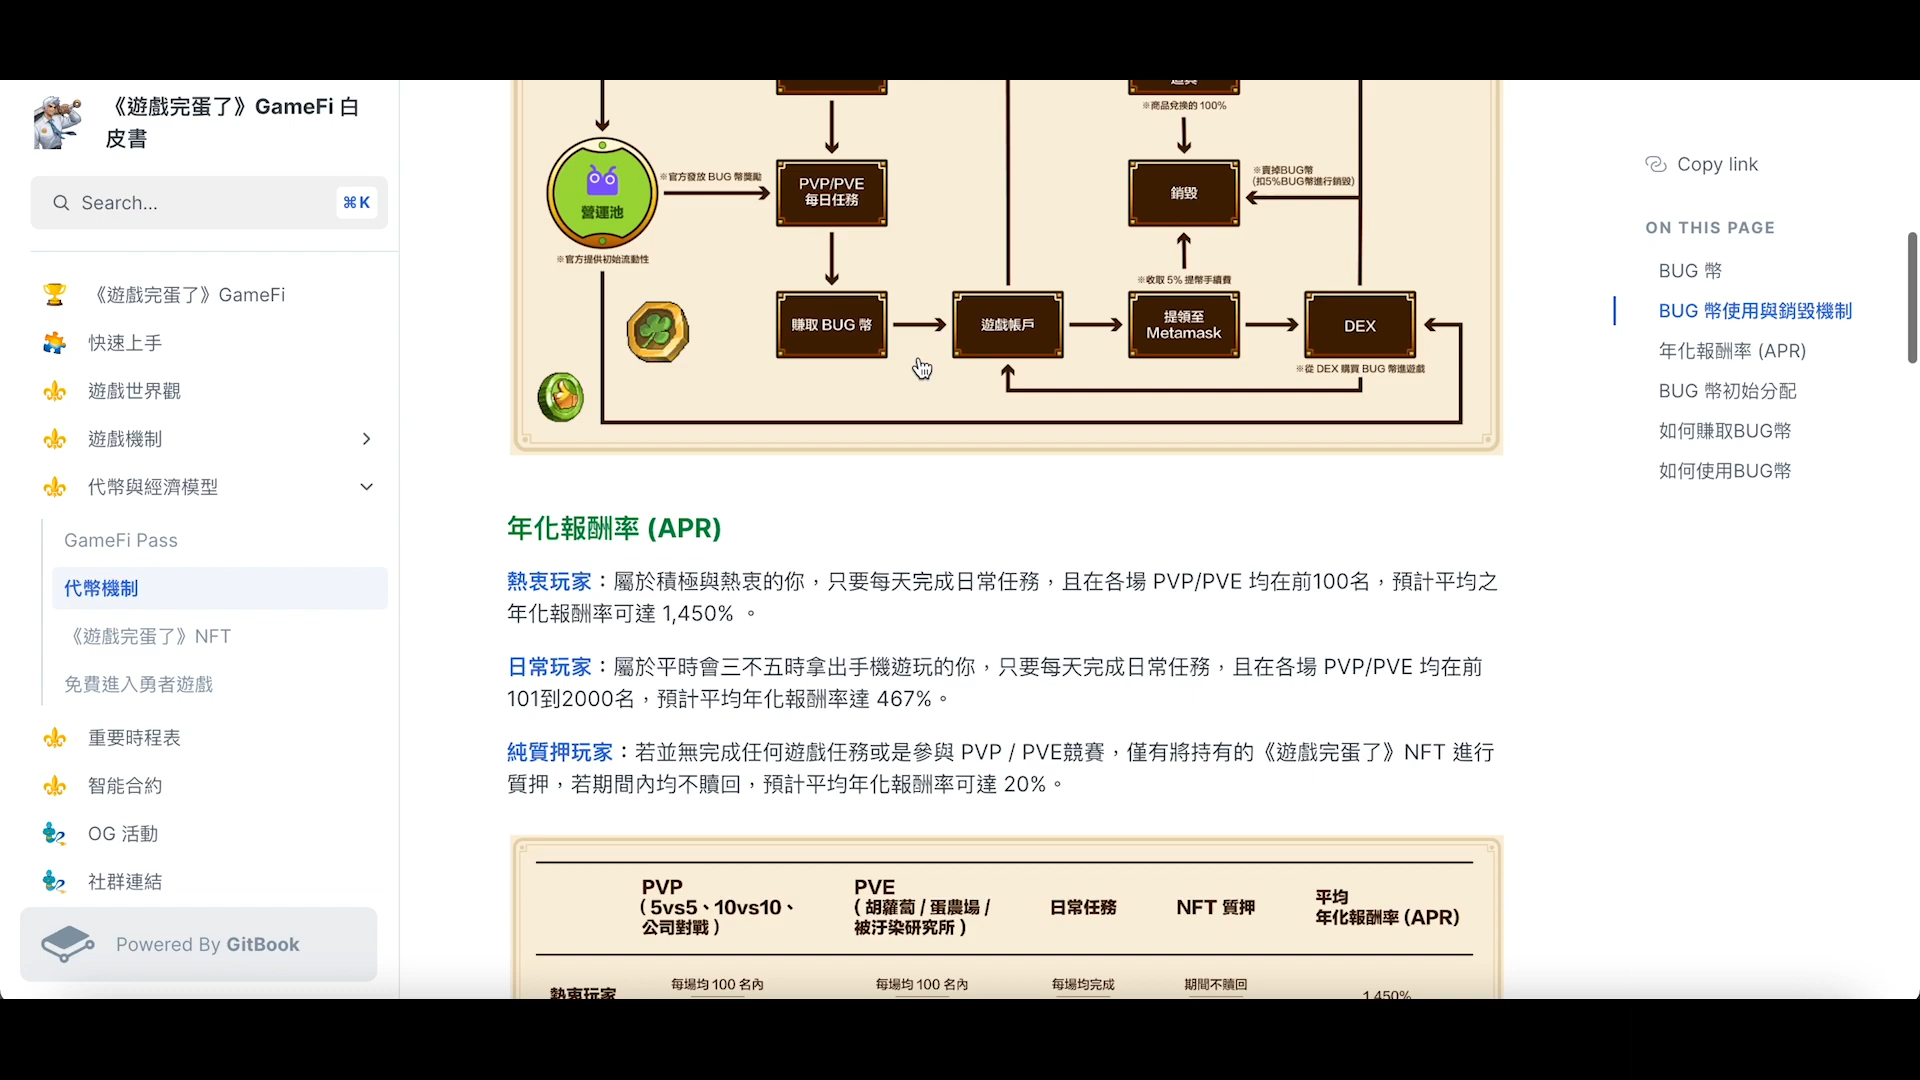 《遊戲完蛋了》GameFi 白
皮書
Search...
⌘K
《遊戲完蛋了》GameFi
快速上手
遊戲世界觀
遊戲機制
代幣與經濟模型
GameFi Pass
代幣機制
《遊戲完蛋了》NFT
免費進入勇者遊戲
重要時程表
智能合約
OG 活動
社群連結
Powered By GitBook
※商品兌換的 100%
營運池
※官方發放 BUG 幣獎勵
PVP/PVE
每日任務
銷毀
※賣掉BUG幣
(扣5%BUG幣進行銷毀)
※官方提供初始流動性
※收取 5% 提幣手續費
賺取 BUG 幣
遊戲帳戶
提領至
Metamask
DEX
※從 DEX 購買 BUG 幣進遊戲
年化報酬率 (APR)
熱衷玩家：屬於積極與熱衷的你，只要每天完成日常任務，且在各場 PVP/PVE 均在前100名，預計平均之
年化報酬率可達 1,450% 。
日常玩家：屬於平時會三不五時拿出手機遊玩的你，只要每天完成日常任務，且在各場 PVP/PVE 均在前
101到2000名，預計平均年化報酬率達 467%。
純質押玩家：若並無完成任何遊戲任務或是參與 PVP / PVE競賽，僅有將持有的《遊戲完蛋了》NFT 進行
質押，若期間內均不贖回，預計平均年化報酬率可達 20%。
PVP
（5vs5、10vs10、
公司對戰）
PVE
（胡蘿蔔 / 蛋農場 /
被汙染研究所）
日常任務
NFT 質押
平均
年化報酬率 (APR)
熱衷玩家
每場均 100 名內
每場均 100 名內
每場均完成
期間不贖回
1,450%
Copy link
ON THIS PAGE
BUG 幣
BUG 幣使用與銷毀機制
年化報酬率 (APR)
BUG 幣初始分配
如何賺取BUG幣
如何使用BUG幣